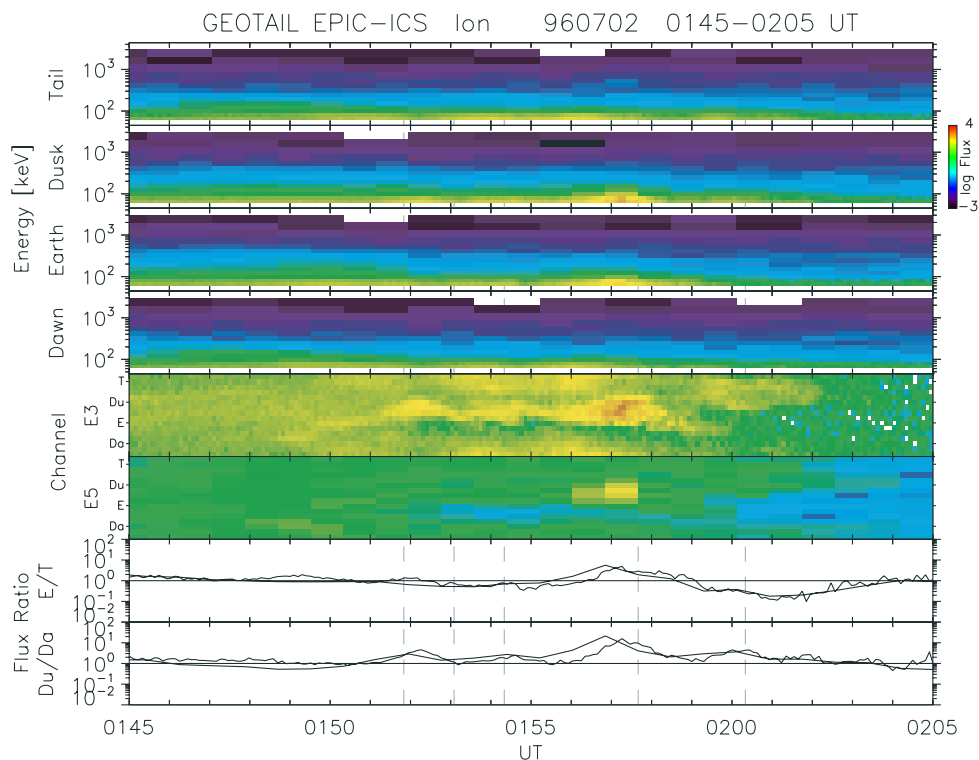 GEOTAIL EPIC-ICS Ion 960702 0145-0205 UT
Energy [keV]
Tail
10³
10²
Dusk
10³
10²
Earth
10³
10²
Dawn
10³
10²
4
log Flux
-3
Channel
E3
T
Du
E
Da
E5
T
Du
E
Da
Flux Ratio
E/T
10²
10¹
10⁰
10⁻¹
10⁻²
Du/Da
10²
10¹
10⁰
10⁻¹
10⁻²
0145 0150 0155 0200 0205
UT